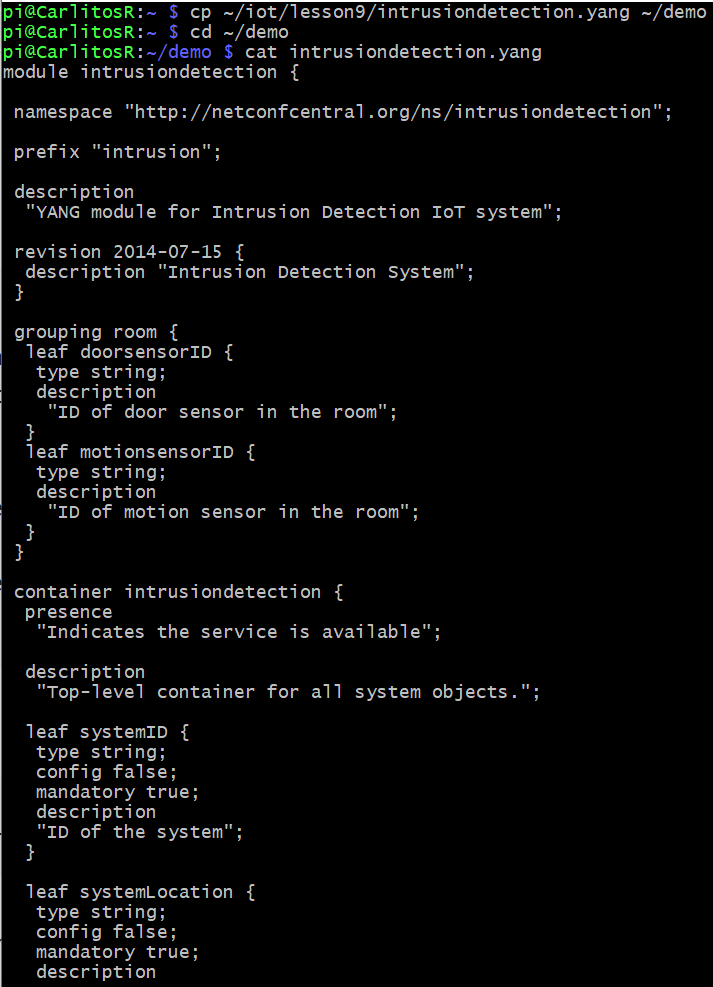 pi@CarlitosR:~ $ cp ~/iot/lesson9/intrusiondetection.yang ~/demo
pi@CarlitosR:~ $ cd ~/demo
pi@CarlitosR:~/demo $ cat intrusiondetection.yang
module intrusiondetection {

 namespace "http://netconfcentral.org/ns/intrusiondetection";

 prefix "intrusion";

 description
  "YANG module for Intrusion Detection IoT system";

 revision 2014-07-15 {
  description "Intrusion Detection System";
 }

 grouping room {
  leaf doorsensorID {
   type string;
   description
    "ID of door sensor in the room";
  }
  leaf motionsensorID {
   type string;
   description
    "ID of motion sensor in the room";
  }
 }

 container intrusiondetection {
  presence
   "Indicates the service is available";

  description
   "Top-level container for all system objects.";

  leaf systemID {
   type string;
   config false;
   mandatory true;
   description
   "ID of the system";
  }

  leaf systemLocation {
   type string;
   config false;
   mandatory true;
   description